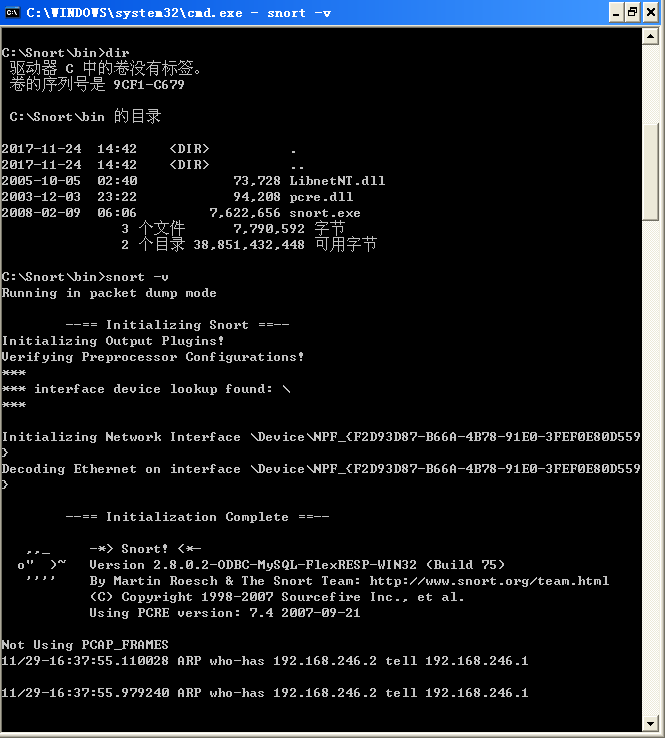 C:\WINDOWS\system32\cmd.exe - snort -v
C:\Snort\bin>dir
驱动器 C 中的卷没有标签。
卷的序列号是 9CF1-C679
C:\Snort\bin 的目录
2017-11-24  14:42    <DIR>          .
2017-11-24  14:42    <DIR>          ..
2005-10-05  02:40            73,728 LibnetNT.dll
2003-12-03  23:22            94,208 pcre.dll
2008-02-09  06:06         7,622,656 snort.exe
3 个文件      7,790,592 字节
2 个目录 38,851,432,448 可用字节
C:\Snort\bin>snort -v
Running in packet dump mode
--== Initializing Snort ==--
Initializing Output Plugins!
Verifying Preprocessor Configurations!
***
*** interface device lookup found: \
***
Initializing Network Interface \Device\NPF_{F2D93D87-B66A-4B78-91E0-3FEF0E80D559
}
Decoding Ethernet on interface \Device\NPF_{F2D93D87-B66A-4B78-91E0-3FEF0E80D559
}
--== Initialization Complete ==--
,,_     -*> Snort! <*-
o"  )~   Version 2.8.0.2-ODBC-MySQL-FlexRESP-WIN32 (Build 75)
''''    By Martin Roesch & The Snort Team: http://www.snort.org/team.html
(C) Copyright 1998-2007 Sourcefire Inc., et al.
Using PCRE version: 7.4 2007-09-21
Not Using PCAP_FRAMES
11/29-16:37:55.110028 ARP who-has 192.168.246.2 tell 192.168.246.1
11/29-16:37:55.979240 ARP who-has 192.168.246.2 tell 192.168.246.1